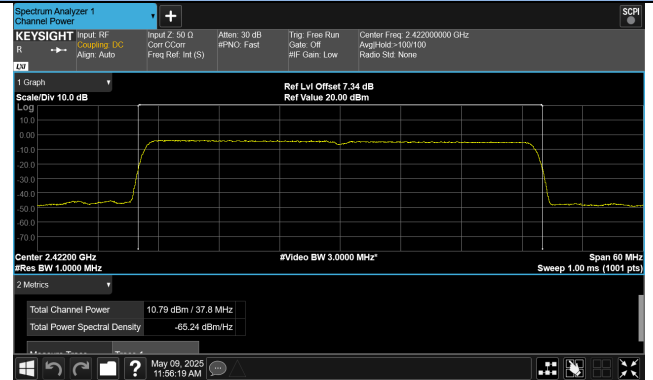 Spectrum Analyzer 1
Channel Power
SCPI
KEYSIGHT
R
LXI
Input: RF
Coupling: DC
Align: Auto
Input Z: 50 Ω
Corr CCorr
Freq Ref: Int (S)
Atten: 30 dB
#PNO: Fast
Trig: Free Run
Gate: Off
#IF Gain: Low
Center Freq: 2.422000000 GHz
Avg|Hold:>100/100
Radio Std: None
1 Graph
Ref Lvl Offset 7.34 dB
Scale/Div 10.0 dB
Ref Value 20.00 dBm
Log
10.0
0.00
-10.0
-20.0
-30.0
-40.0
-50.0
-60.0
-70.0
Center 2.42200 GHz
#Video BW 3.0000 MHz*
Span 60 MHz
#Res BW 1.0000 MHz
Sweep 1.00 ms (1001 pts)
2 Metrics
Total Channel Power 10.79 dBm / 37.8 MHz
Total Power Spectral Density -65.24 dBm/Hz
May 09, 2025
11:56:19 AM
?